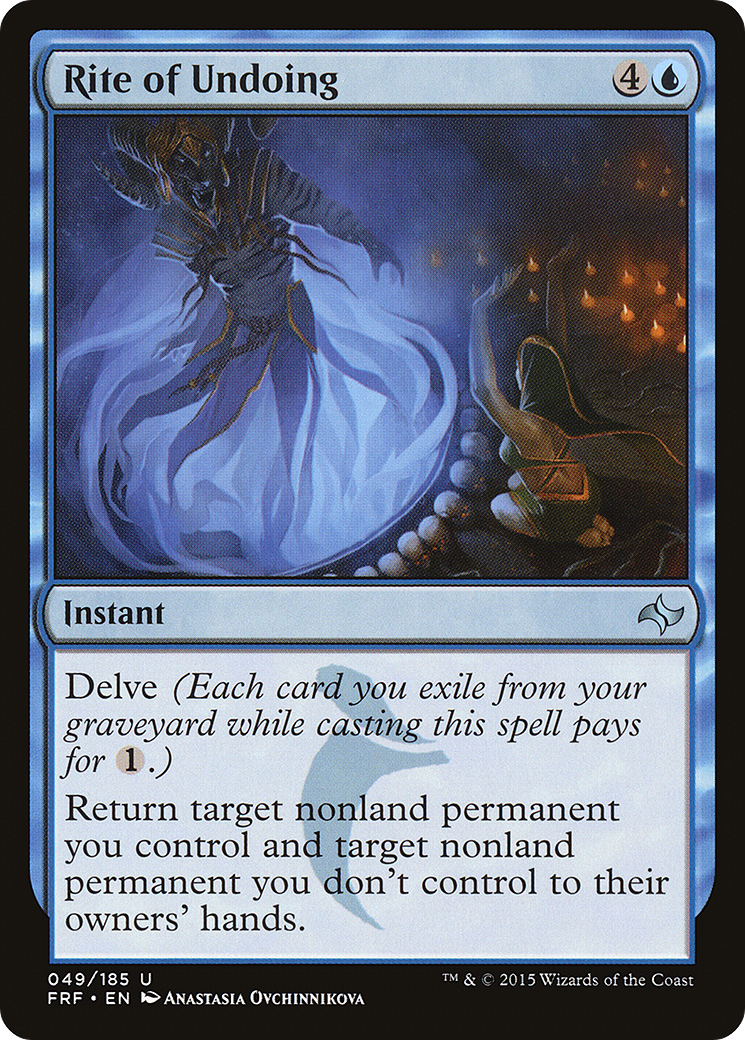 Rite of Undoing 4
Instant
Delve (Each card you exile from your
graveyard while casting this spell pays
for 1.)
Return target nonland permanent
you control and target nonland
permanent you don't control to their
owners' hands.
049/185 U
FRF • EN Anastasia Ovchinnikova
™ & © 2015 Wizards of the Coast